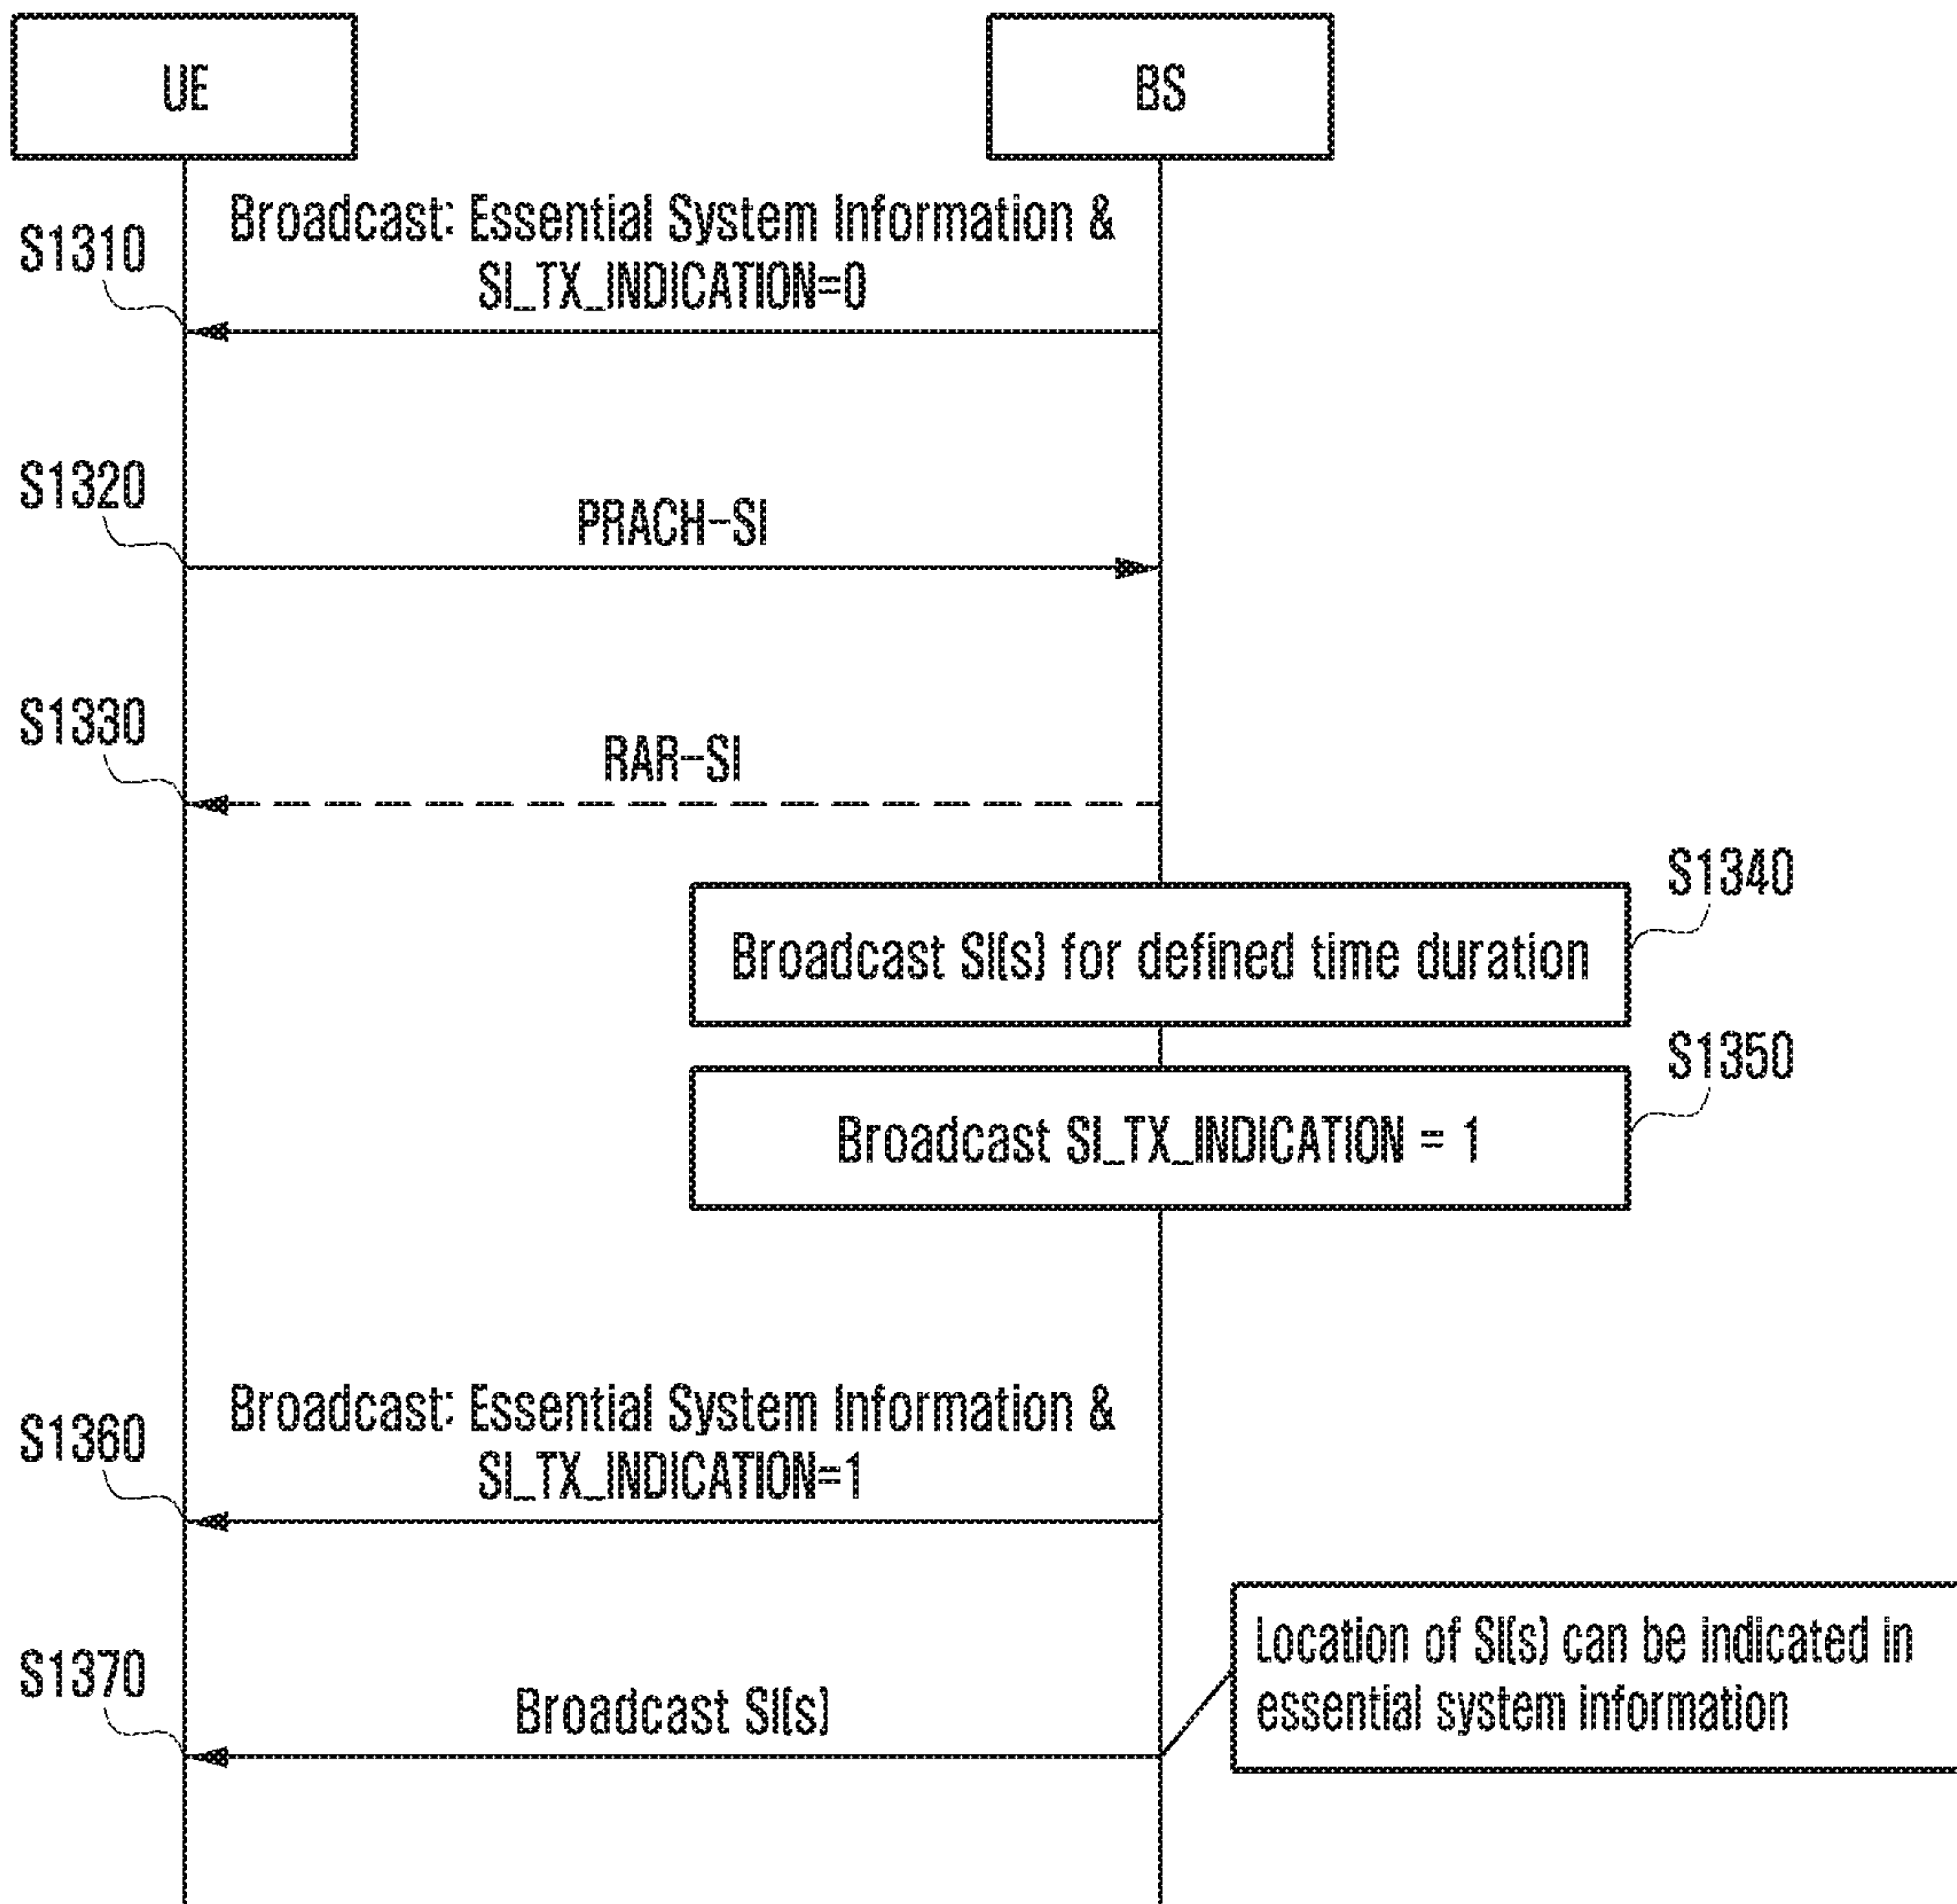 UE
BS
S1310
Broadcast: Essential System Information &
SI_TX_INDICATION=0
S1320
PRACH-SI
S1330
RAR-SI
S1340
Broadcast SI(s) for defined time duration
S1350
Broadcast SI_TX_INDICATION = 1
S1360
Broadcast: Essential System Information &
SI_TX_INDICATION=1
S1370
Broadcast SI(s)
Location of SI(s) can be indicated in
essential system information